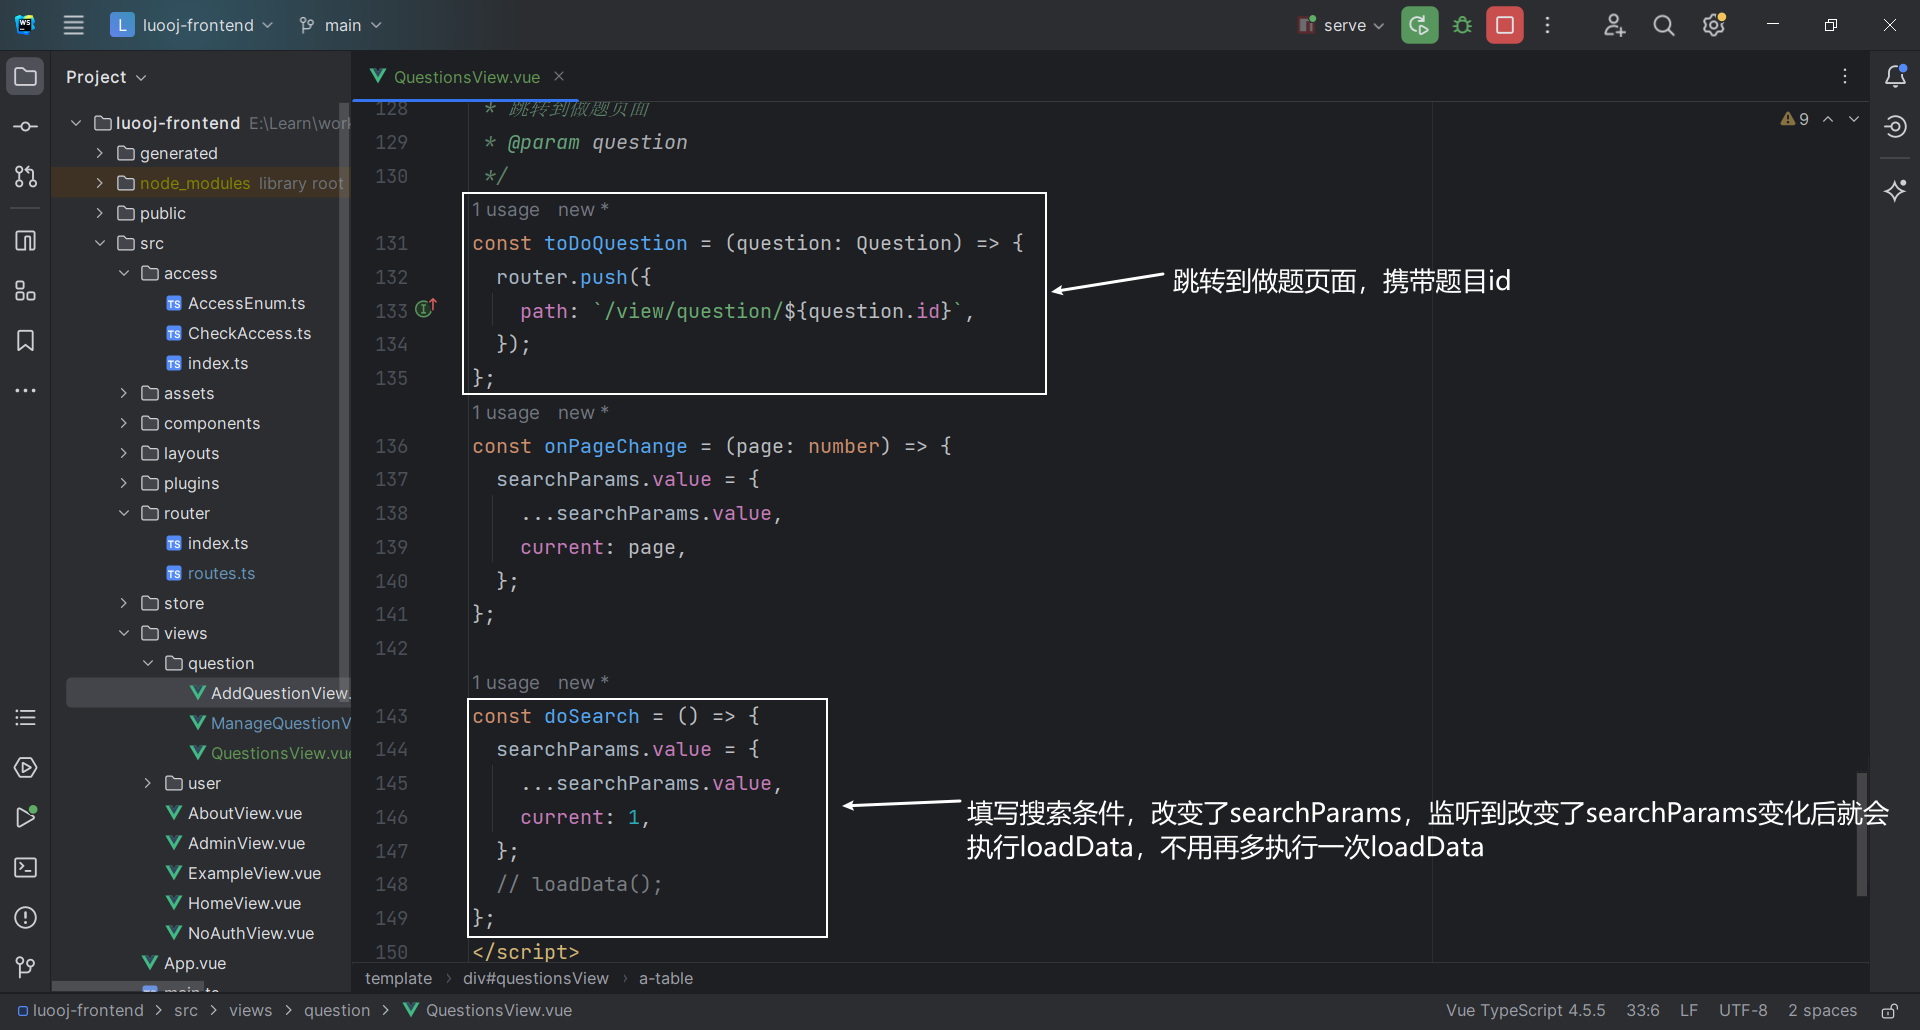 L luooj-frontend
main
serve
Project
QuestionsView.vue
luooj-frontend E:\Learn\work
generated
node_modules library root
public
src
access
AccessEnum.ts
CheckAccess.ts
index.ts
assets
components
layouts
plugins
router
index.ts
routes.ts
store
views
question
AddQuestionView.
ManageQuestionV
QuestionsView.vue
user
AboutView.vue
AdminView.vue
ExampleView.vue
HomeView.vue
NoAuthView.vue
App.vue
main.ts
9
128 * 跳转到做题页面
129 * @param question
130 */
1 usage new *
131 const toDoQuestion = (question: Question) => {
132 router.push({
133 path: `/view/question/${question.id}`,
134 });
135 };
1 usage new *
136 const onPageChange = (page: number) => {
137 searchParams.value = {
138 ...searchParams.value,
139 current: page,
140 };
141 };
142
1 usage new *
143 const doSearch = () => {
144 searchParams.value = {
145 ...searchParams.value,
146 current: 1,
147 };
148 // loadData();
149 };
150 </script>
跳转到做题页面，携带题目id
填写搜索条件，改变了searchParams，监听到改变了searchParams变化后就会
执行loadData，不用再多执行一次loadData
template › div#questionsView › a-table
luooj-frontend > src > views > question > QuestionsView.vue
Vue TypeScript 4.5.5 33:6 LF UTF-8 2 spaces